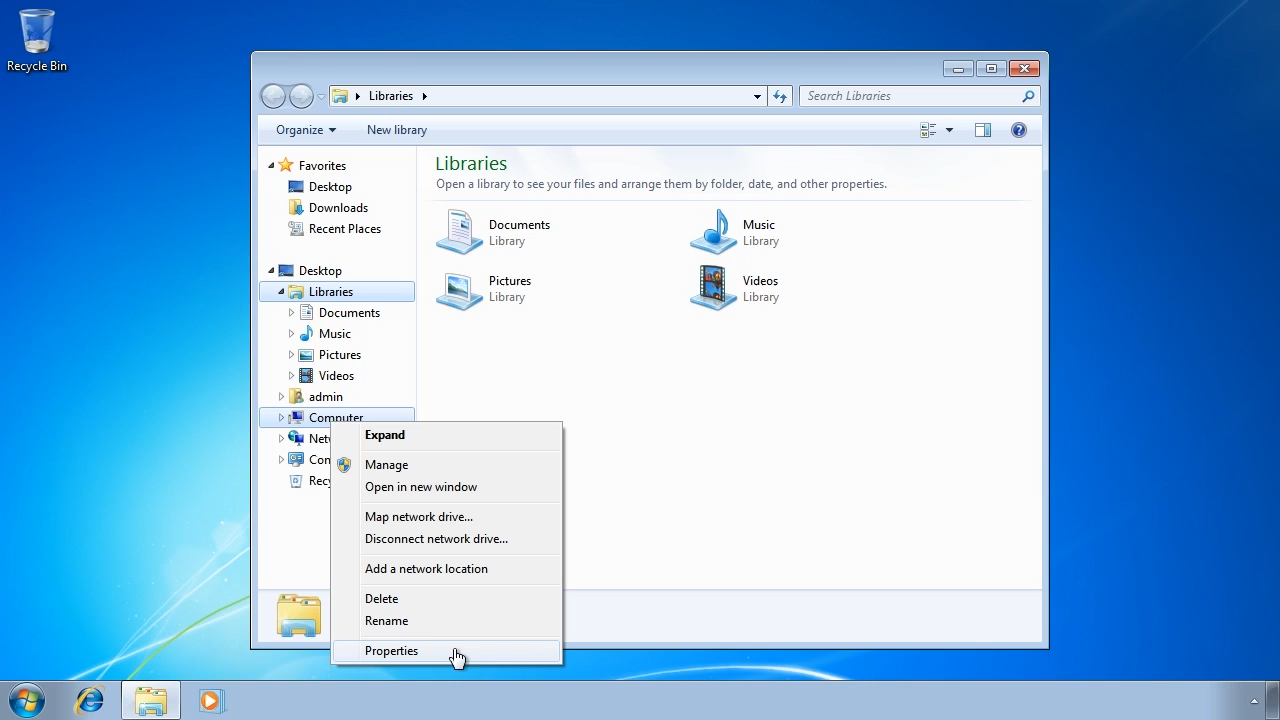 Recycle Bin
Libraries
Search Libraries
Organize
New library
Favorites
Desktop
Downloads
Recent Places
Desktop
Libraries
Documents
Music
Pictures
Videos
admin
Computer
Libraries
Open a library to see your files and arrange them by folder, date, and other properties.
Documents
Library
Music
Library
Pictures
Library
Videos
Library
Expand
Manage
Open in new window
Map network drive...
Disconnect network drive...
Add a network location
Delete
Rename
Properties